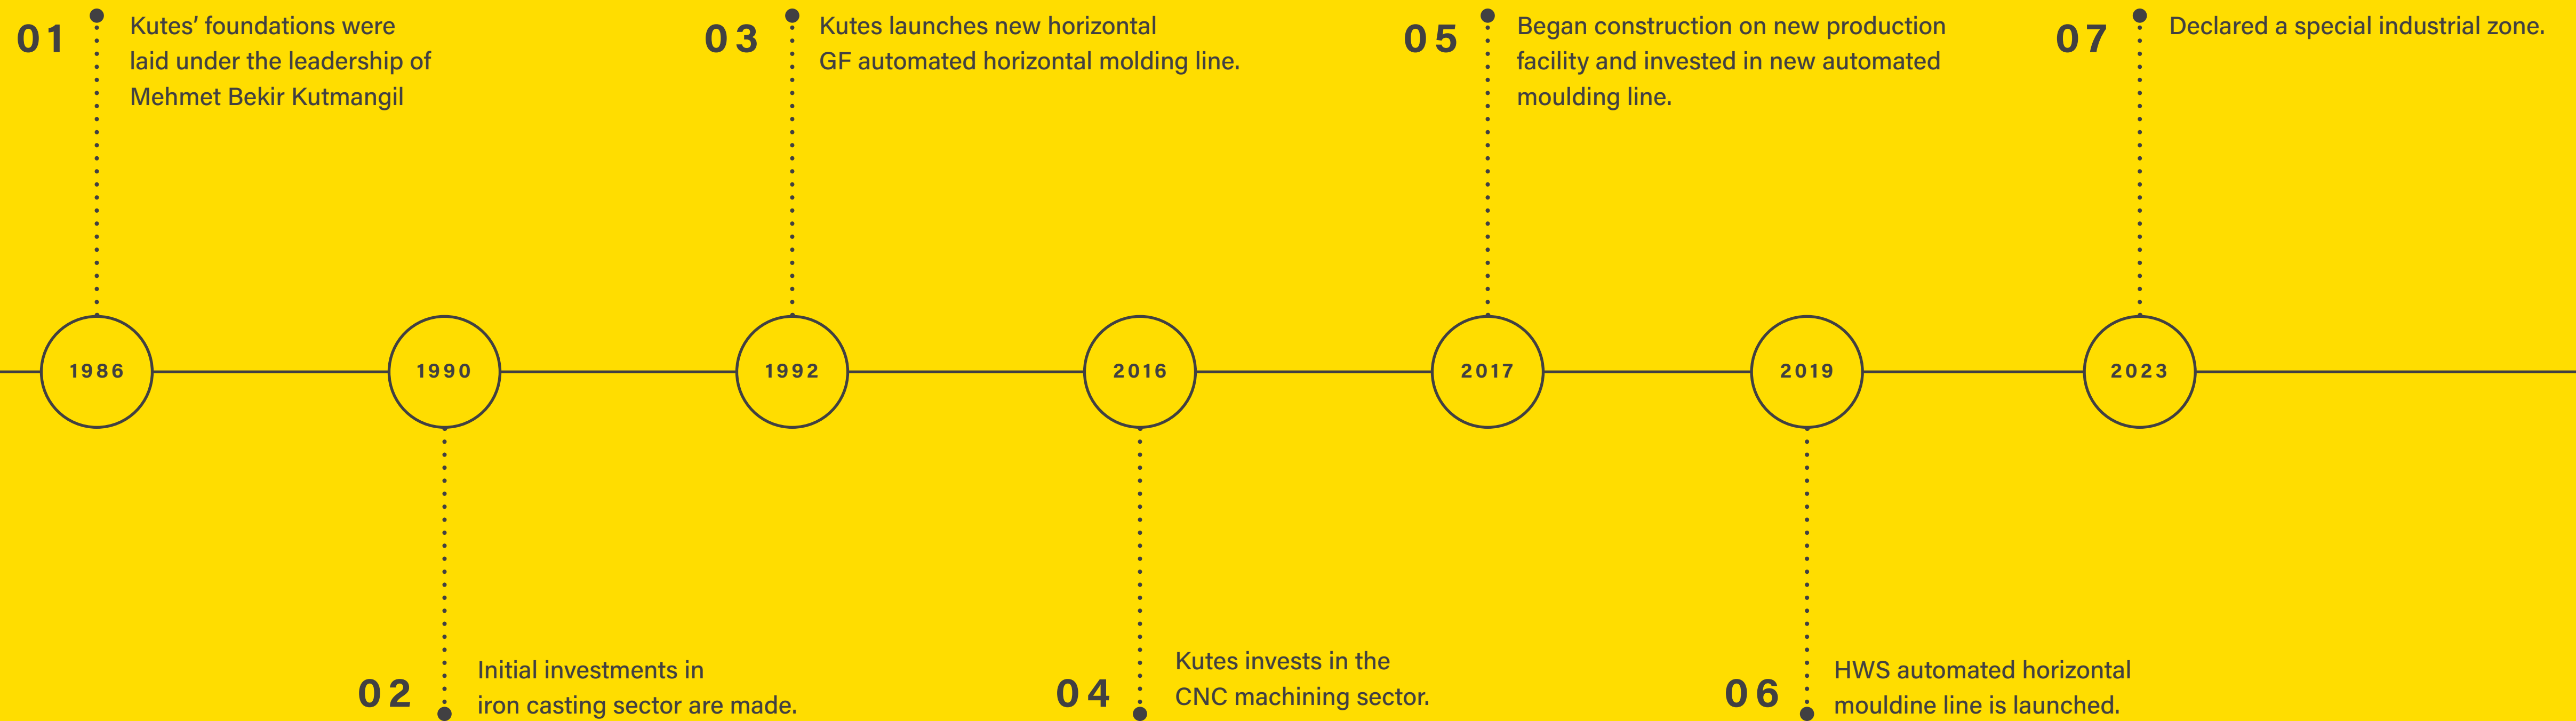 01
Kutes’ foundations were
laid under the leadership of
Mehmet Bekir Kutmangil
03
Kutes launches new horizontal
GF automated horizontal molding line.
05
Began construction on new production
facility and invested in new automated
moulding line.
07
Declared a special industrial zone.
1986
1990
1992
2016
2017
2019
2023
02
Initial investments in
iron casting sector are made.
04
Kutes invests in the
CNC machining sector.
06
HWS automated horizontal
mouldine line is launched.